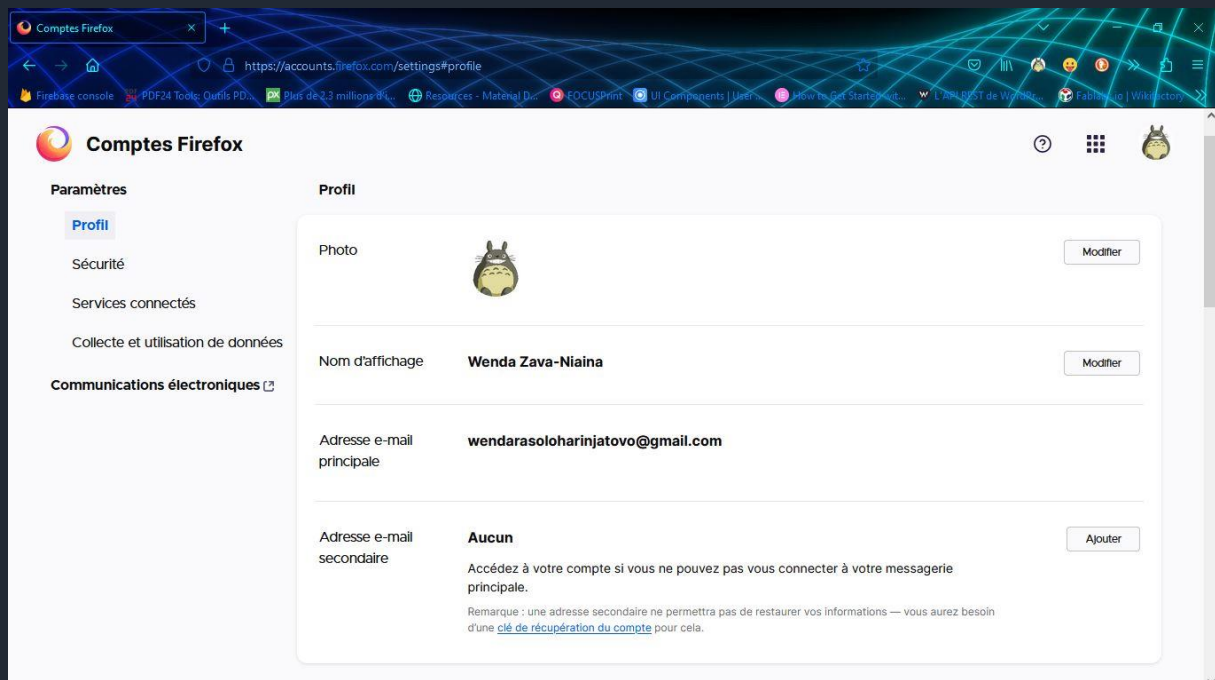 Comptes Firefox
https://accounts.firefox.com/settings#profile
Firebase console
PDF24 Tools: Outils PD...
Plus de 2.3 millions d'i...
Resources - Material D...
FOCUSPrint
UI Components | User ...
How to Get Started wit...
L'API REST de WordPr...
Fablabs.io | Wikifactory
Comptes Firefox
Paramètres
Profil
Sécurité
Services connectés
Collecte et utilisation de données
Communications électroniques
Profil
Photo
Modifier
Nom d'affichage
Wenda Zava-Niaina
Modifier
Adresse e-mail
principale
wendarasoloharinjatovo@gmail.com
Adresse e-mail
secondaire
Aucun
Ajouter
Accédez à votre compte si vous ne pouvez pas vous connecter à votre messagerie
principale.
Remarque : une adresse secondaire ne permettra pas de restaurer vos informations — vous aurez besoin
d'une clé de récupération du compte pour cela.